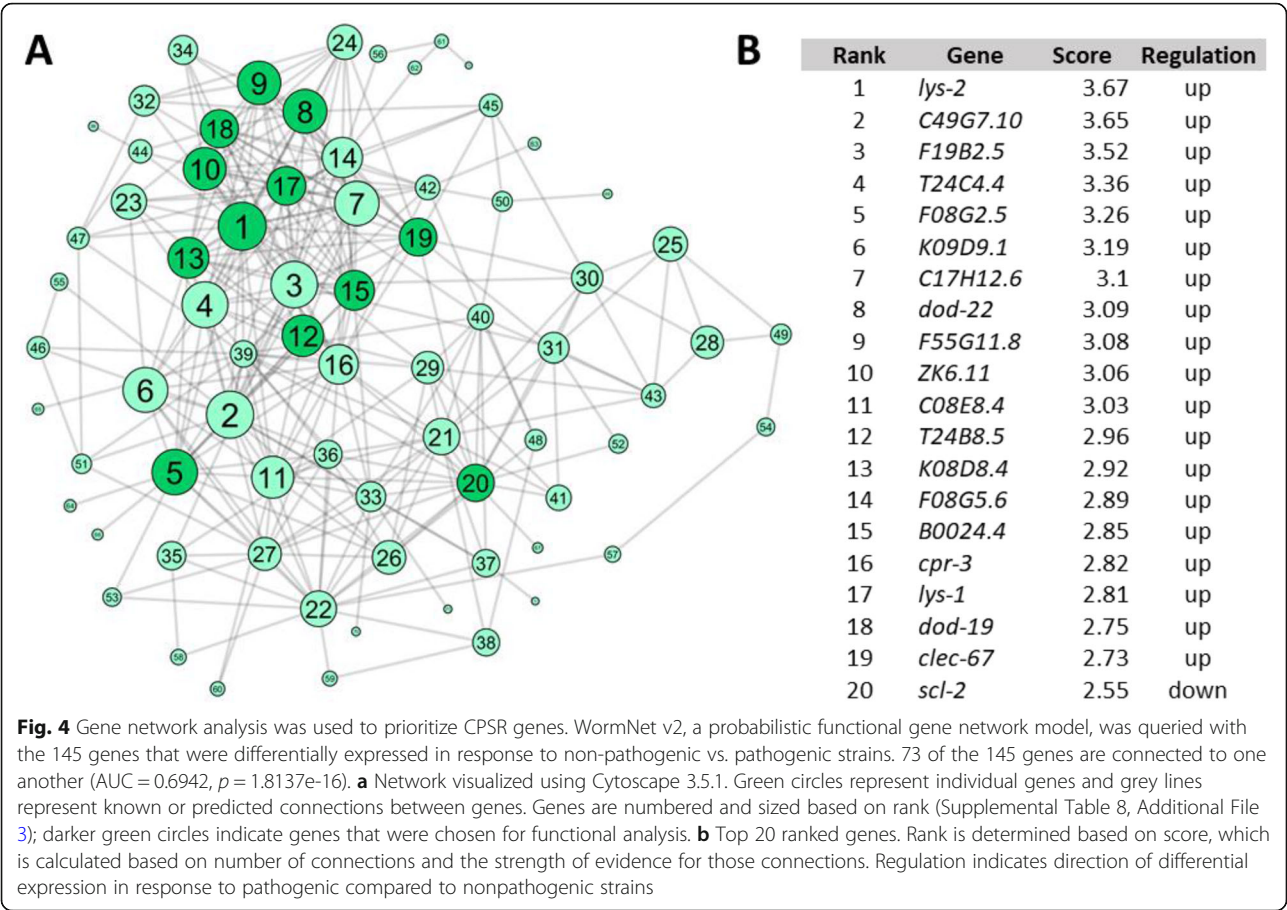 A
B
Rank Gene Score Regulation
1 lys-2 3.67 up
2 C49G7.10 3.65 up
3 F19B2.5 3.52 up
4 T24C4.4 3.36 up
5 F08G2.5 3.26 up
6 K09D9.1 3.19 up
7 C17H12.6 3.1 up
8 dod-22 3.09 up
9 F55G11.8 3.08 up
10 ZK6.11 3.06 up
11 C08E8.4 3.03 up
12 T24B8.5 2.96 up
13 K08D8.4 2.92 up
14 F08G5.6 2.89 up
15 B0024.4 2.85 up
16 cpr-3 2.82 up
17 lys-1 2.81 up
18 dod-19 2.75 up
19 clec-67 2.73 up
20 scl-2 2.55 down
34
24
56
61
62
9
8
32
45
18
44
14
63
10
17
42
7
23
50
1
19
47
25
13
30
55
3
15
4
40
12
49
28
46
39
31
16
29
6
43
2
54
21
48
52
36
51
5
11
20
33
41
64
35
27
26
57
37
53
22
38
58
59
60
Fig. 4 Gene network analysis was used to prioritize CPSR genes. WormNet v2, a probabilistic functional gene network model, was queried with
the 145 genes that were differentially expressed in response to non-pathogenic vs. pathogenic strains. 73 of the 145 genes are connected to one
another (AUC = 0.6942, p = 1.8137e-16). a Network visualized using Cytoscape 3.5.1. Green circles represent individual genes and grey lines
represent known or predicted connections between genes. Genes are numbered and sized based on rank (Supplemental Table 8, Additional File
3); darker green circles indicate genes that were chosen for functional analysis. b Top 20 ranked genes. Rank is determined based on score, which
is calculated based on number of connections and the strength of evidence for those connections. Regulation indicates direction of differential
expression in response to pathogenic compared to nonpathogenic strains